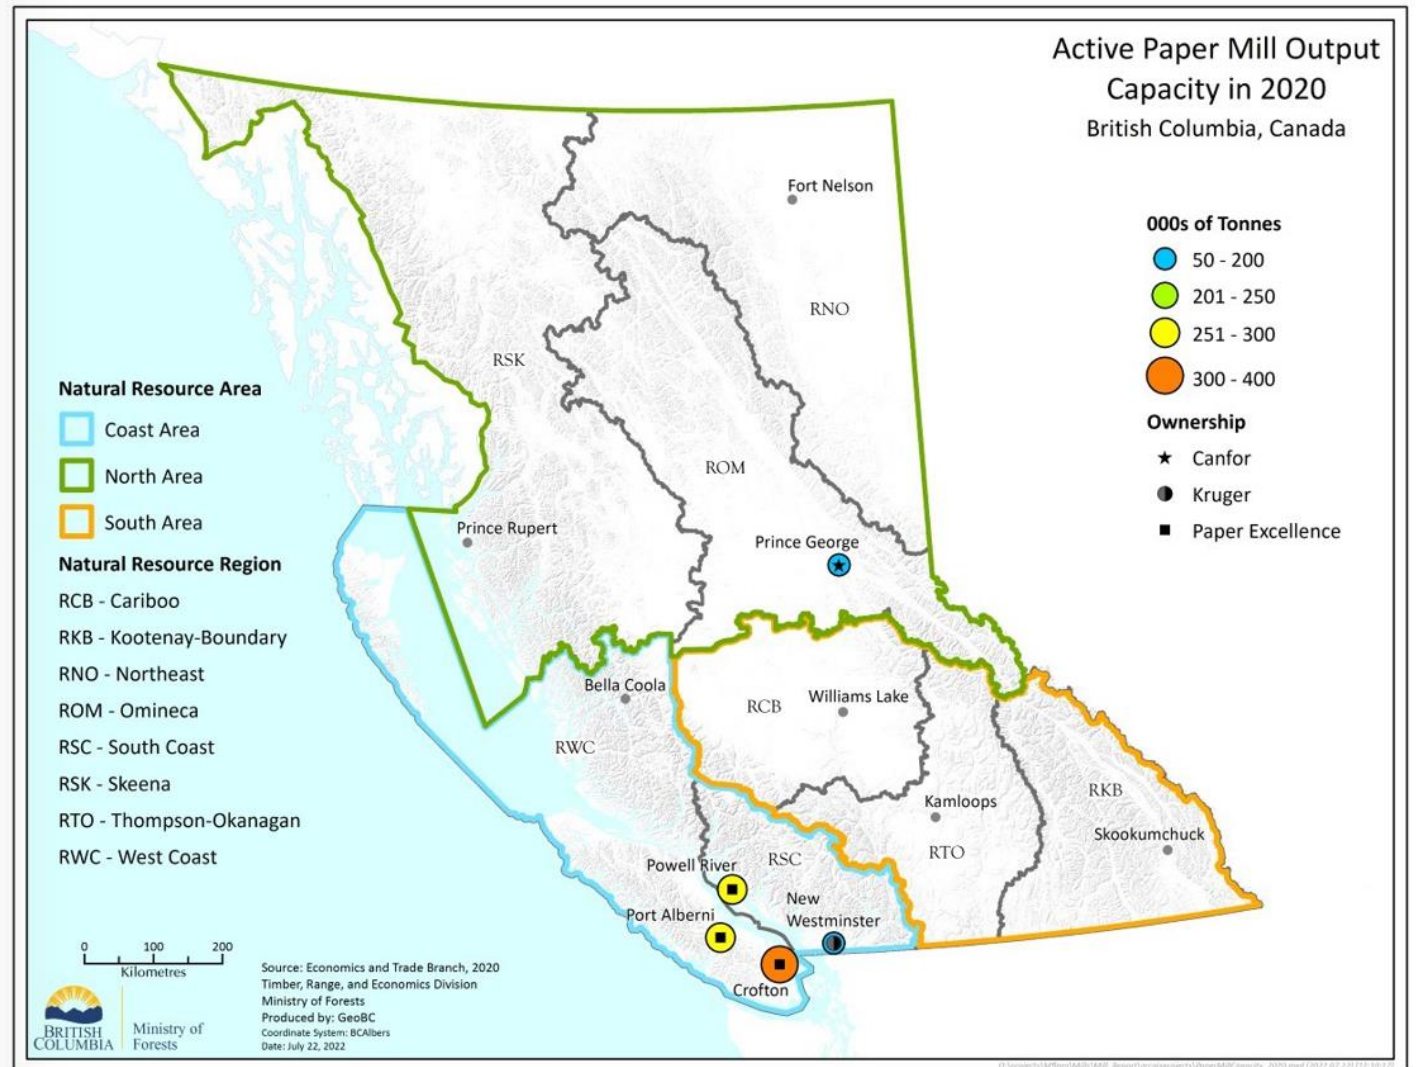 Active Paper Mill Output
Capacity in 2020
British Columbia, Canada
Fort Nelson
000s of Tonnes
50 - 200
201 - 250
251 - 300
300 - 400
RNO
RSK
Natural Resource Area
Coast Area
North Area
South Area
Ownership
Canfor
Kruger
Paper Excellence
ROM
Prince Rupert
Prince George
Natural Resource Region
RCB - Cariboo
RKB - Kootenay-Boundary
RNO - Northeast
ROM - Omineca
RSC - South Coast
RSK - Skeena
RTO - Thompson-Okanagan
RWC - West Coast
Bella Coola
RCB
Williams Lake
RWC
Kamloops
RKB
Skookumchuck
RTO
RSC
Powell River
New
Westminster
Port Alberni
Crofton
0 100 200
Kilometres
Source: Economics and Trade Branch, 2020
Timber, Range, and Economics Division
Ministry of Forests
Produced by: GeoBC
Coordinate System: BCAlbers
Date: July 22, 2022
BRITISH
COLUMBIA
Ministry of
Forests